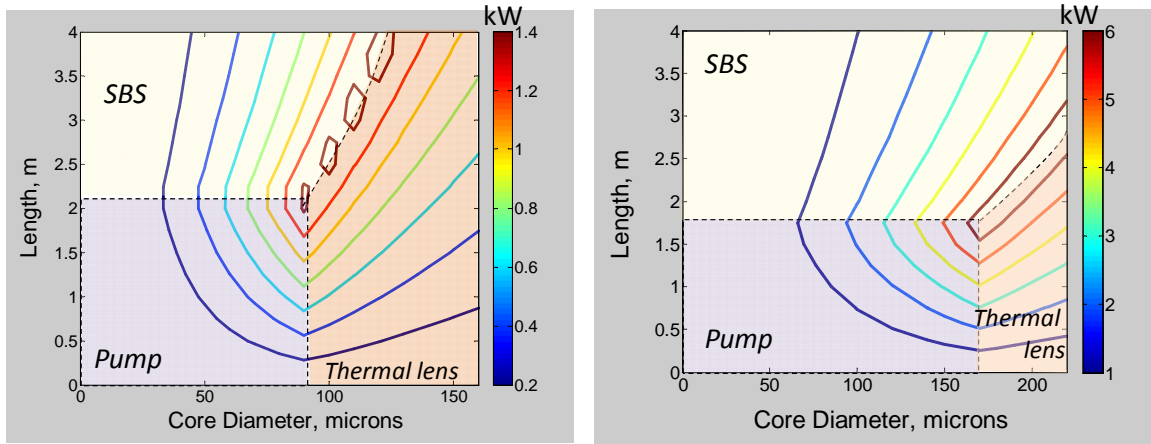 kW
4
3.5
3
2.5
2
1.5
1
0.5
0
0 50 100 150
Length, m
Core Diameter, microns
SBS
Pump
Thermal lens
1.4
1.2
1
0.8
0.6
0.4
0.2
kW
4
3.5
3
2.5
2
1.5
1
0.5
0
0 50 100 150 200
Length, m
Core Diameter, microns
SBS
Pump
Thermal
lens
6
5
4
3
2
1